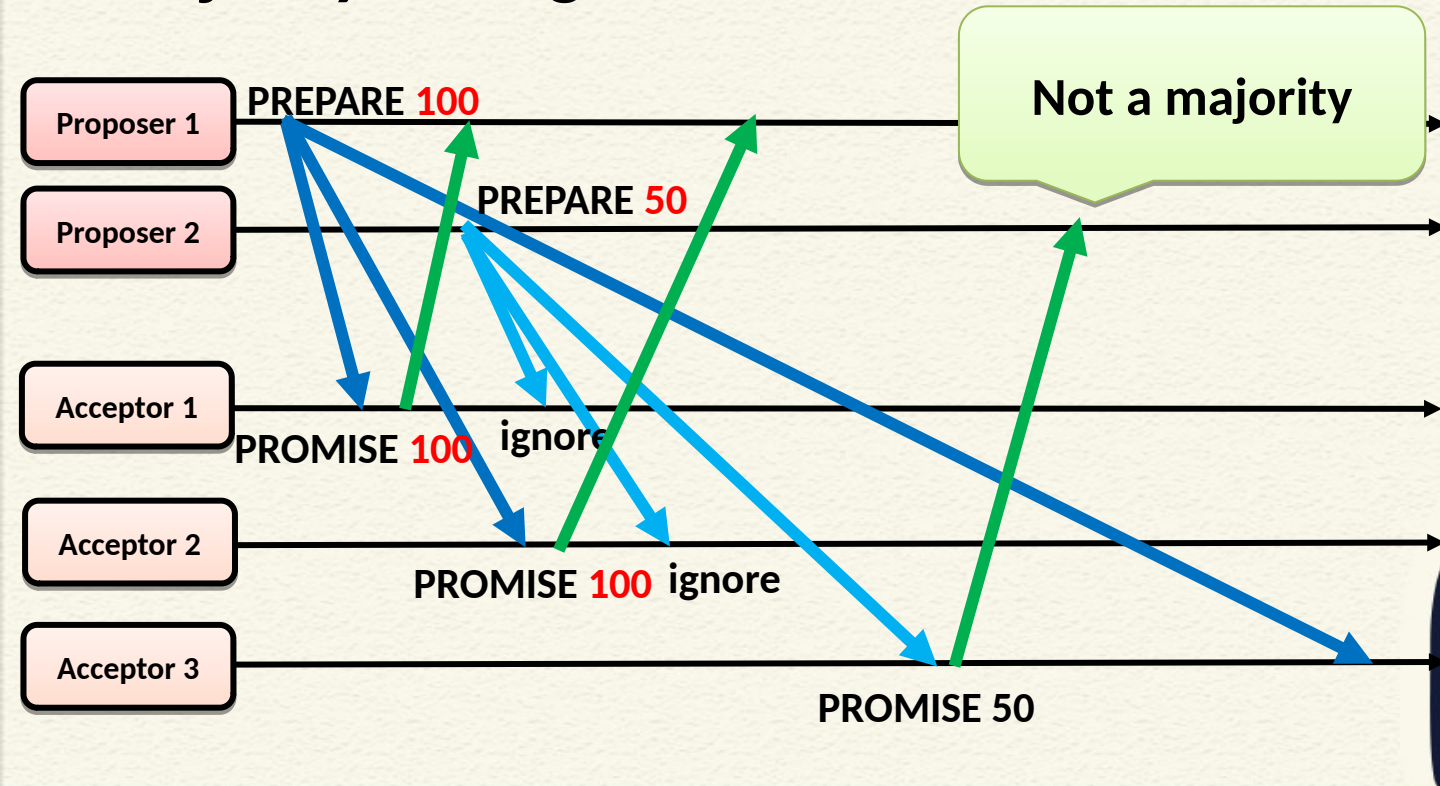 PREPARE 100
Not a majority
Proposer 1
PREPARE 50
Proposer 2
Acceptor 1
ignore
PROMISE 100
Acceptor 2
PROMISE 100 ignore
Acceptor 3
PROMISE 50